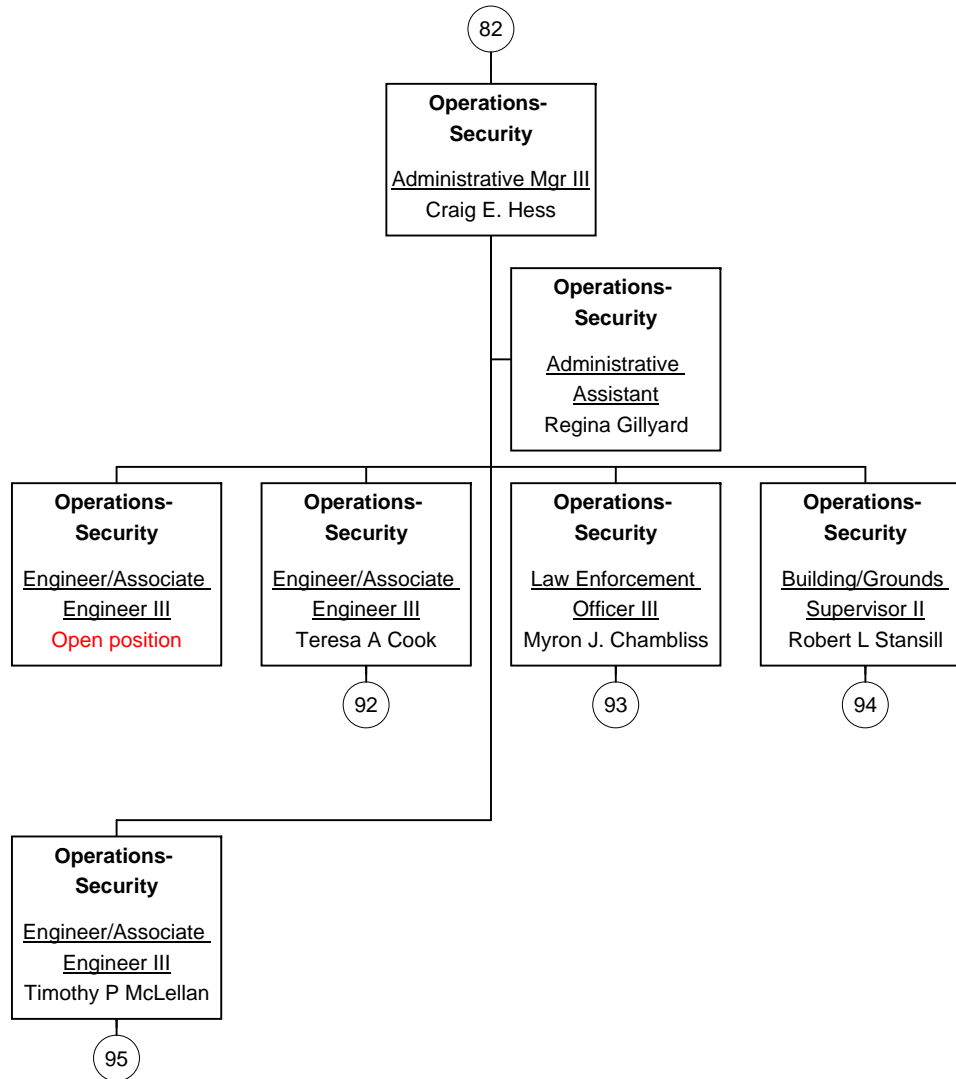 82
Operations-
Security
Administrative Mgr III
Craig E. Hess
Operations-
Security
Administrative
Assistant
Regina Gillyard
Operations-
Security
Engineer/Associate
Engineer III
Open position
Operations-
Security
Engineer/Associate
Engineer III
Teresa A Cook
92
Operations-
Security
Law Enforcement
Officer III
Myron J. Chambliss
93
Operations-
Security
Building/Grounds
Supervisor II
Robert L Stansill
94
Operations-
Security
Engineer/Associate
Engineer III
Timothy P McLellan
95